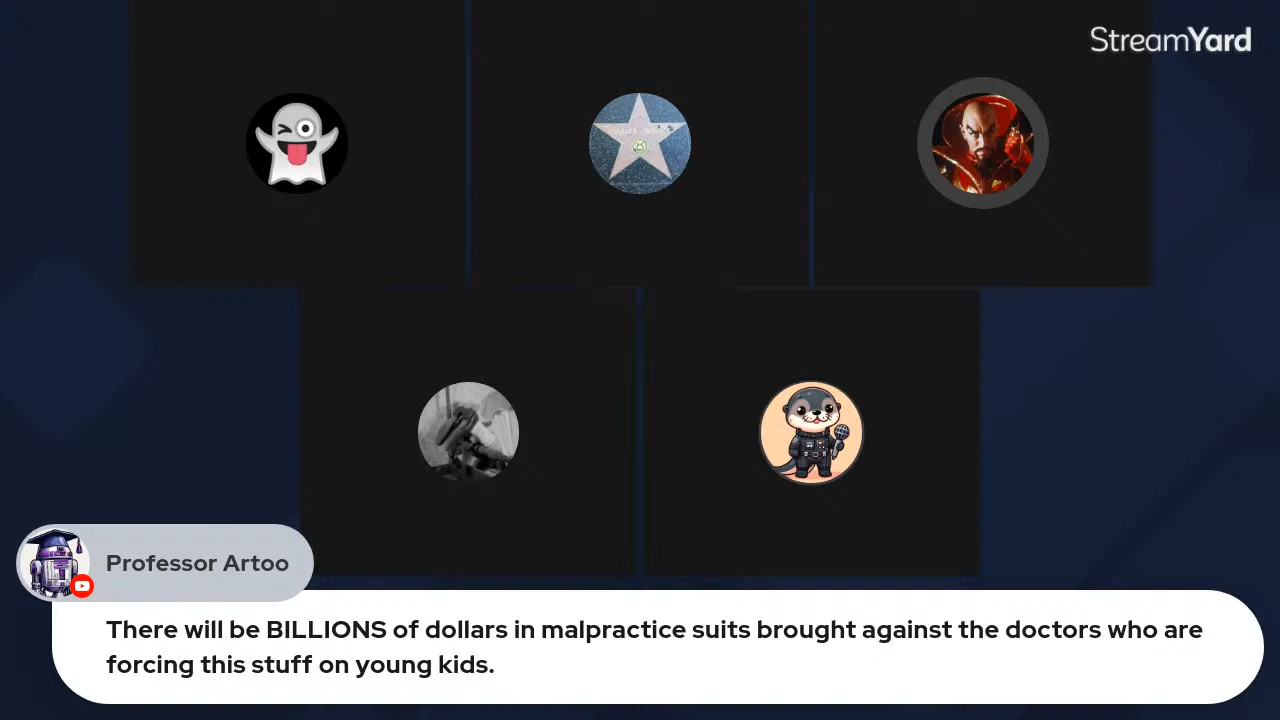 StreamYard
Professor Artoo
There will be BILLIONS of dollars in malpractice suits brought against the doctors who are
forcing this stuff on young kids.